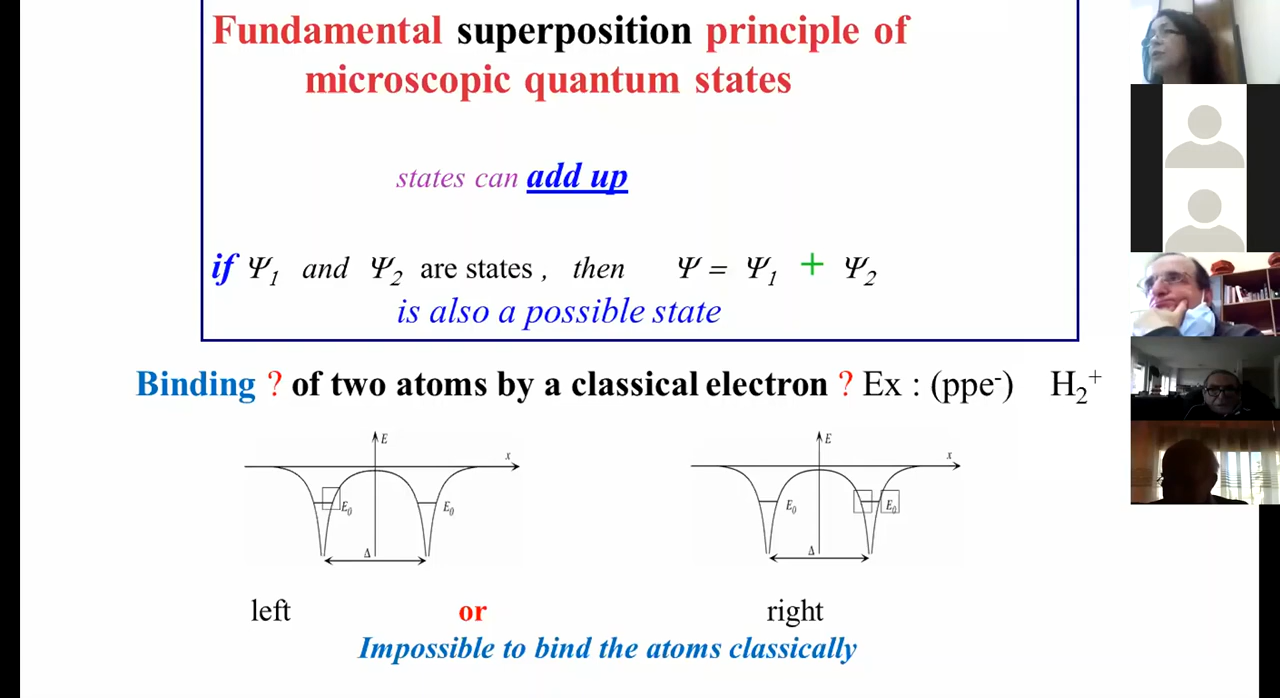 Fundamental superposition principle of
microscopic quantum states
states can add up
if Ψ₁ and Ψ₂ are states , then Ψ = Ψ₁ + Ψ₂
is also a possible state
Binding ? of two atoms by a classical electron ? Ex : (ppe⁻) H₂⁺
E
x
E₀
E₀
Δ
E
x
E₀
E₀
Δ
left or right
Impossible to bind the atoms classically